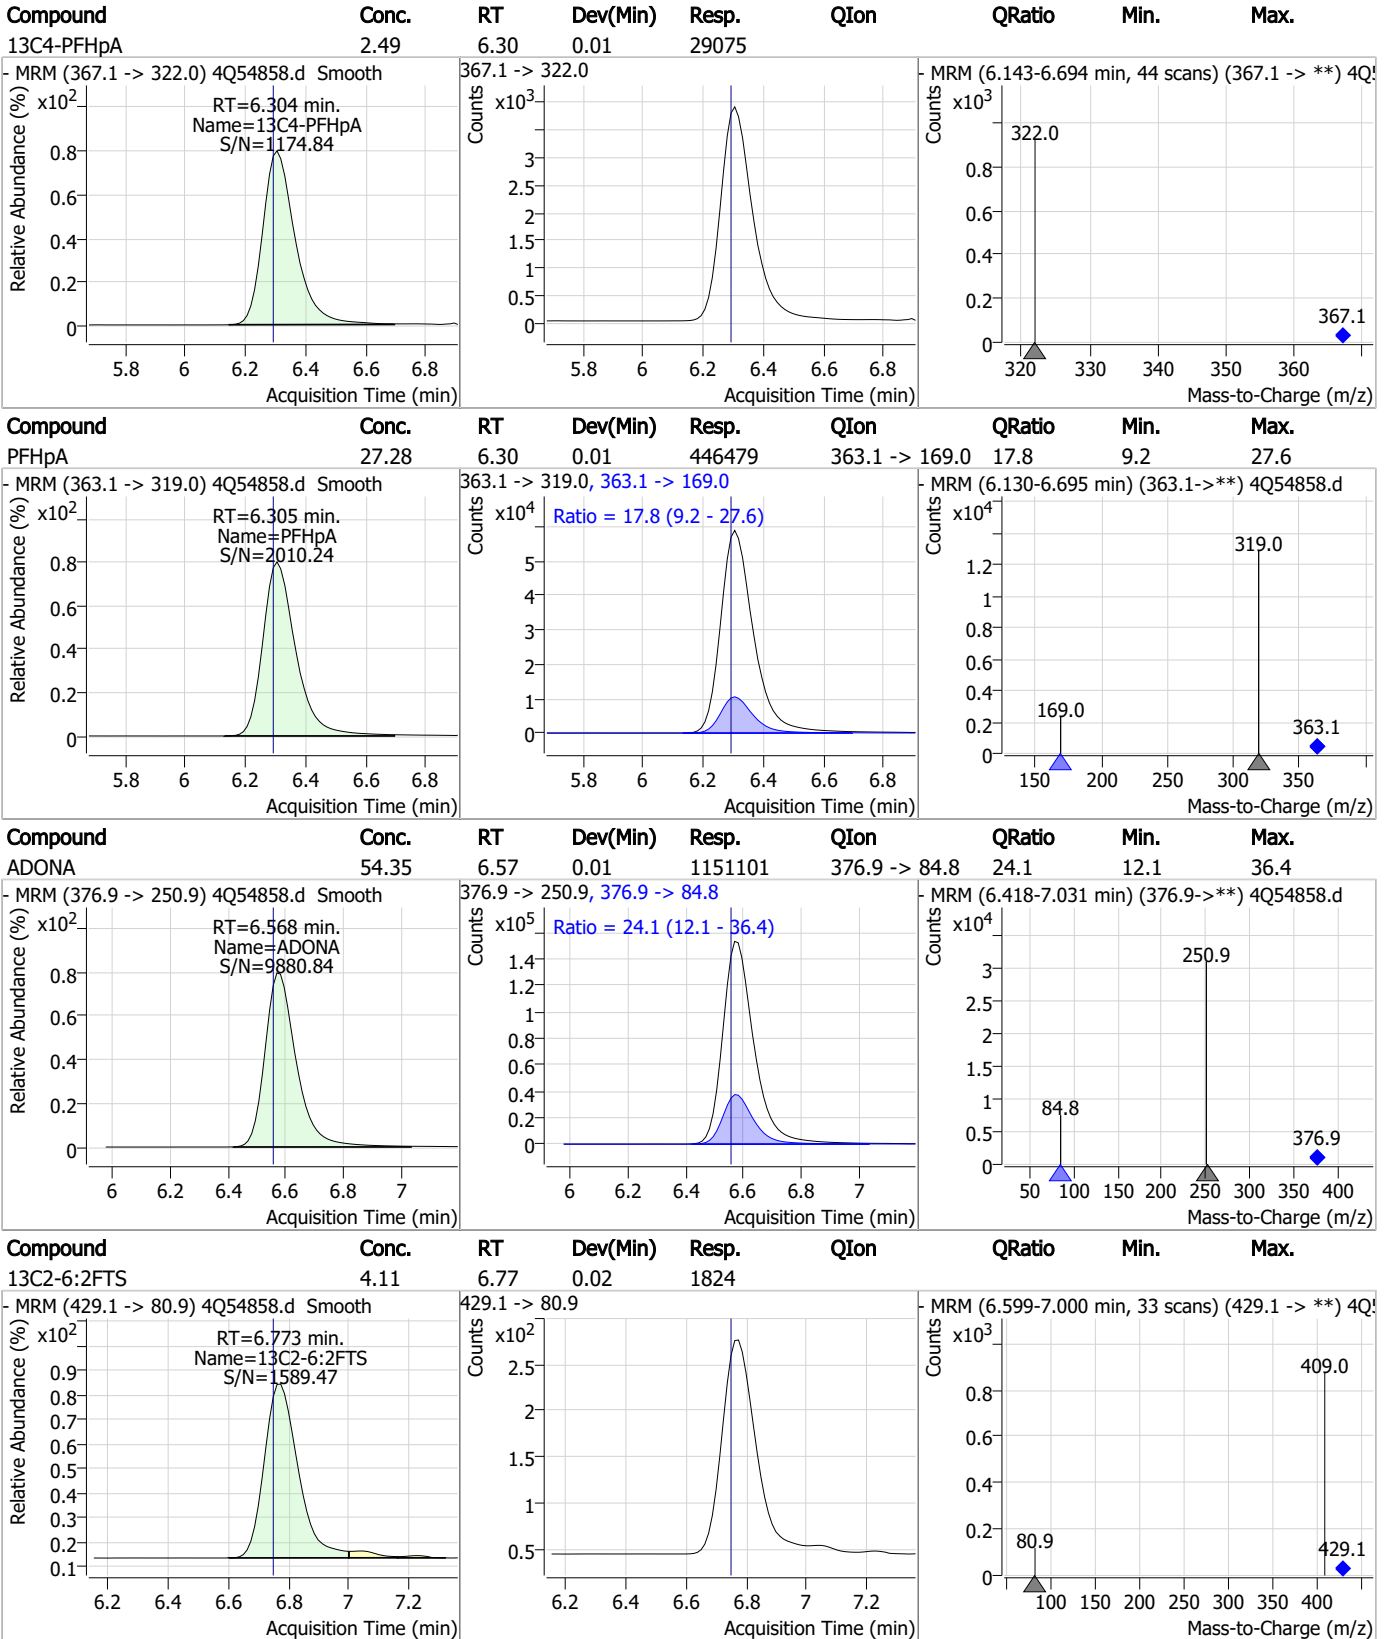 Compound Conc. RT Dev(Min) Resp. QIon QRatio Min. Max.
13C4-PFHpA 2.49 6.30 0.01 29075
- MRM (367.1 -> 322.0) 4Q54858.d Smooth
Relative Abundance (%)
x10²
RT=6.304 min.
Name=13C4-PFHpA
S/N=1174.84
0.8
0.6
0.4
0.2
0
5.8 6 6.2 6.4 6.6 6.8
Acquisition Time (min)
367.1 -> 322.0
Counts
x10³
3
2.5
2
1.5
1
0.5
0
5.8 6 6.2 6.4 6.6 6.8
Acquisition Time (min)
- MRM (6.143-6.694 min, 44 scans) (367.1 -> **) 4Q5
Counts
x10³
322.0
0.8
0.6
0.4
0.2
0
367.1
320 330 340 350 360
Mass-to-Charge (m/z)
Compound Conc. RT Dev(Min) Resp. QIon QRatio Min. Max.
PFHpA 27.28 6.30 0.01 446479 363.1 -> 169.0 17.8 9.2 27.6
- MRM (363.1 -> 319.0) 4Q54858.d Smooth
Relative Abundance (%)
x10²
RT=6.305 min.
Name=PFHpA
S/N=2010.24
0.8
0.6
0.4
0.2
0
5.8 6 6.2 6.4 6.6 6.8
Acquisition Time (min)
363.1 -> 319.0, 363.1 -> 169.0
Counts
x10⁴
Ratio = 17.8 (9.2 - 27.6)
5
4
3
2
1
0
5.8 6 6.2 6.4 6.6 6.8
Acquisition Time (min)
- MRM (6.130-6.695 min) (363.1->**) 4Q54858.d
Counts
x10⁴
319.0
1.2
1
0.8
0.6
0.4
0.2
0
169.0
363.1
150 200 250 300 350
Mass-to-Charge (m/z)
Compound Conc. RT Dev(Min) Resp. QIon QRatio Min. Max.
ADONA 54.35 6.57 0.01 1151101 376.9 -> 84.8 24.1 12.1 36.4
- MRM (376.9 -> 250.9) 4Q54858.d Smooth
Relative Abundance (%)
x10²
RT=6.568 min.
Name=ADONA
S/N=9880.84
0.8
0.6
0.4
0.2
0
6 6.2 6.4 6.6 6.8 7
Acquisition Time (min)
376.9 -> 250.9, 376.9 -> 84.8
Counts
x10⁵
Ratio = 24.1 (12.1 - 36.4)
1.4
1.2
1
0.8
0.6
0.4
0.2
0
6 6.2 6.4 6.6 6.8 7
Acquisition Time (min)
- MRM (6.418-7.031 min) (376.9->**) 4Q54858.d
Counts
x10⁴
250.9
3
2.5
2
1.5
1
0.5
0
84.8
376.9
50 100 150 200 250 300 350 400
Mass-to-Charge (m/z)
Compound Conc. RT Dev(Min) Resp. QIon QRatio Min. Max.
13C2-6:2FTS 4.11 6.77 0.02 1824
- MRM (429.1 -> 80.9) 4Q54858.d Smooth
Relative Abundance (%)
x10²
RT=6.773 min.
Name=13C2-6:2FTS
S/N=1589.47
0.9
0.8
0.7
0.6
0.5
0.4
0.3
0.2
0.1
6.2 6.4 6.6 6.8 7 7.2
Acquisition Time (min)
429.1 -> 80.9
Counts
x10²
2.5
2
1.5
1
0.5
6.2 6.4 6.6 6.8 7 7.2
Acquisition Time (min)
- MRM (6.599-7.000 min, 33 scans) (429.1 -> **) 4Q5
Counts
x10³
409.0
0.8
0.6
0.4
0.2
0
80.9
429.1
100 150 200 250 300 350 400
Mass-to-Charge (m/z)